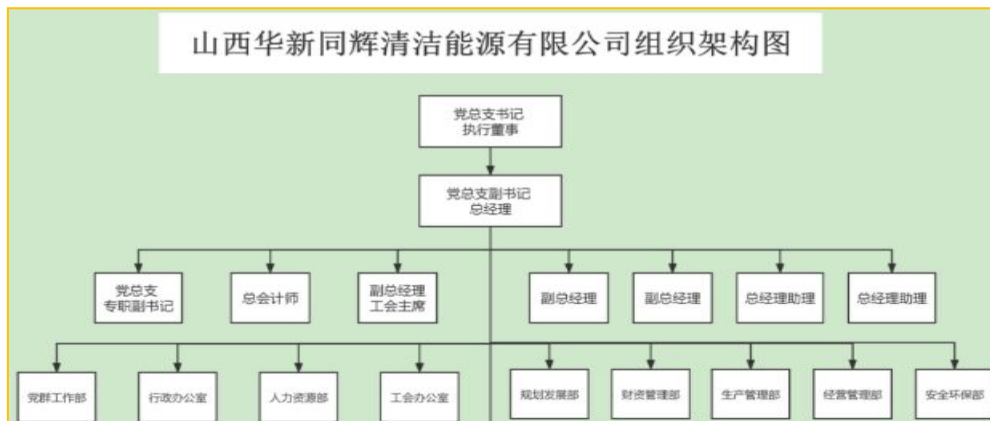 山西华新同辉清洁能源有限公司组织架构图
党总支书记
执行董事
党总支副书记
总经理
党总支
专职副书记
总会计师
副总经理
工会主席
副总经理
副总经理
总经理助理
总经理助理
党群工作部
行政办公室
人力资源部
工会办公室
规划发展部
财资管理部
生产管理部
经营管理部
安全环保部